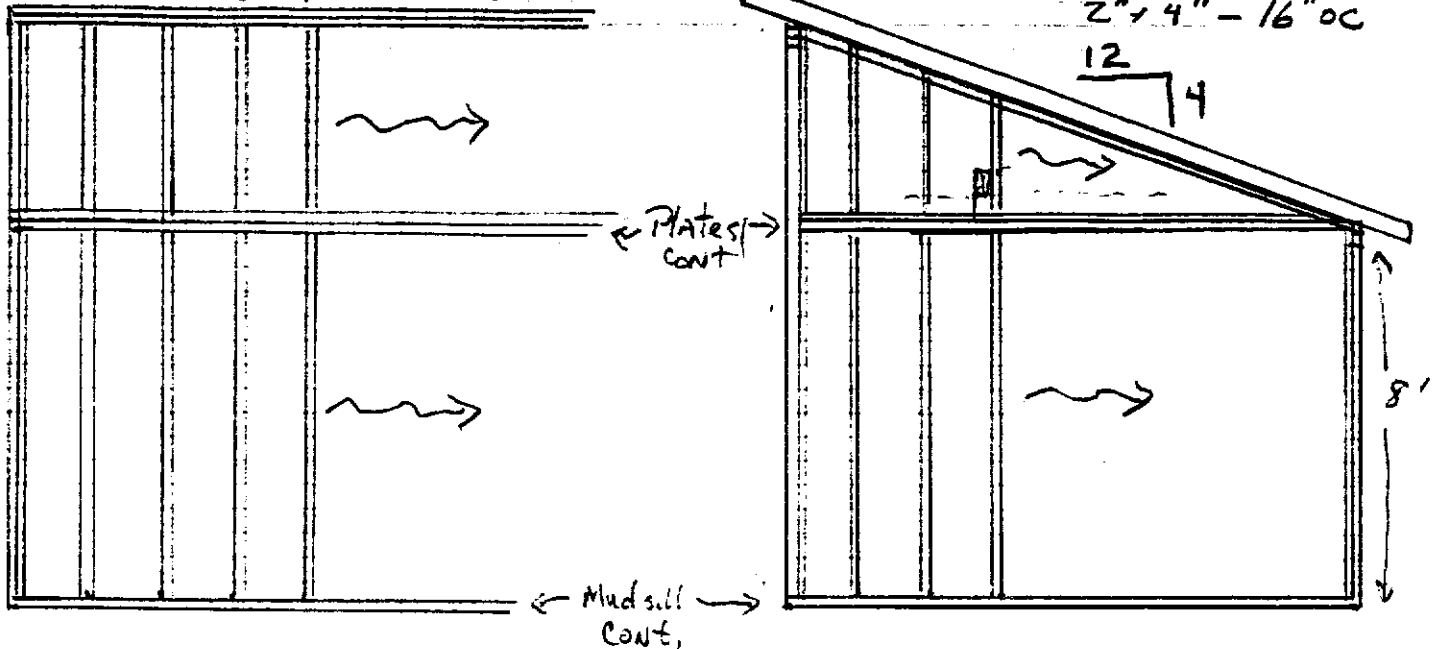 2" x 4" - 16" OC
12
4
Plates
cont
8'
Mudsill
cont,